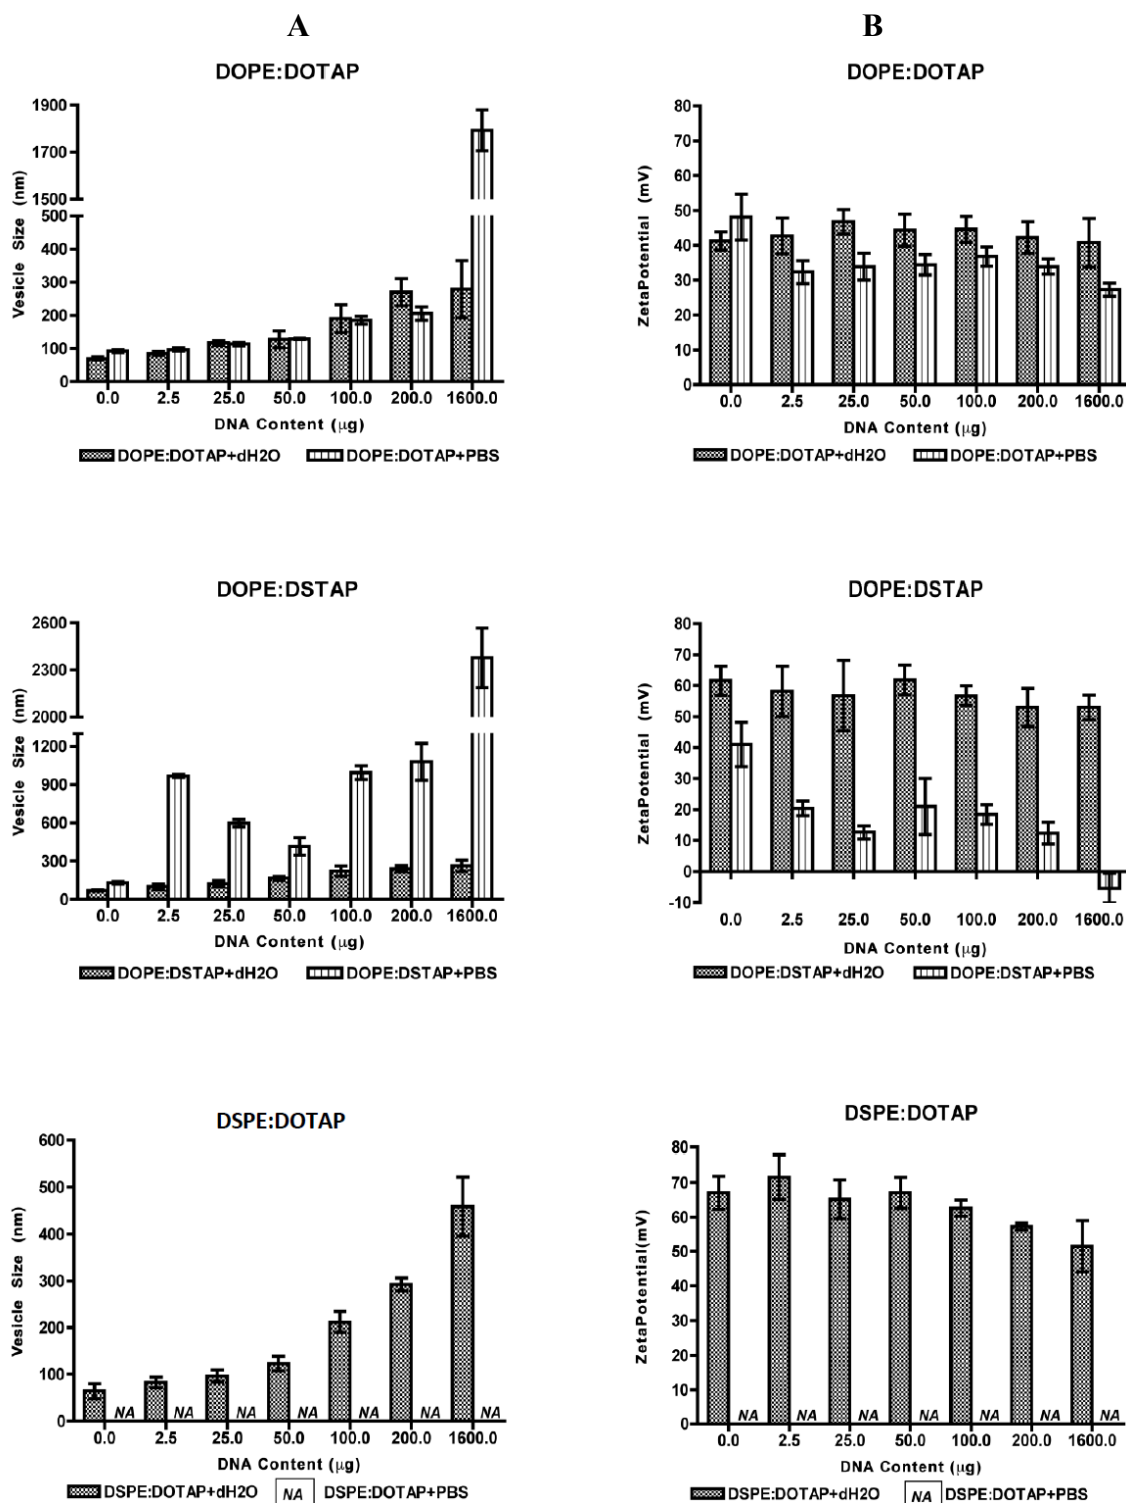 A
B
DOPE:DOTAP
1900
1700
1500
500
400
300
200
100
0
Vesicle Size (nm)
0.0 2.5 25.0 50.0 100.0 200.0 1600.0
DNA Content (μg)
DOPE:DOTAP+dH2O DOPE:DOTAP+PBS
DOPE:DOTAP
80
70
60
50
40
30
20
10
0
ZetaPotential (mV)
0.0 2.5 25.0 50.0 100.0 200.0 1600.0
DNA Content (μg)
DOPE:DOTAP+dH2O DOPE:DOTAP+PBS
DOPE:DSTAP
2600
2300
2000
1200
900
600
300
0
Vesicle Size (nm)
0.0 2.5 25.0 50.0 100.0 200.0 1600.0
DNA Content (μg)
DOPE:DSTAP+dH2O DOPE:DSTAP+PBS
DOPE:DSTAP
80
70
60
50
40
30
20
10
0
-10
ZetaPotential (mV)
0.0 2.5 25.0 50.0 100.0 200.0 1600.0
DNA Content (μg)
DOPE:DSTAP+dH2O DOPE:DSTAP+PBS
DSPE:DOTAP
600
500
400
300
200
100
0
Vesicle Size (nm)
NA NA NA NA NA NA NA
0.0 2.5 25.0 50.0 100.0 200.0 1600.0
DNA Content (μg)
DSPE:DOTAP+dH2O NA DSPE:DOTAP+PBS
DSPE:DOTAP
80
70
60
50
40
30
20
10
0
ZetaPotential(mV)
NA NA NA NA NA NA NA
0.0 2.5 25.0 50.0 100.0 200.0 1600.0
DNA Content (μg)
DSPE:DOTAP+dH2O NA DSPE:DOTAP+PBS